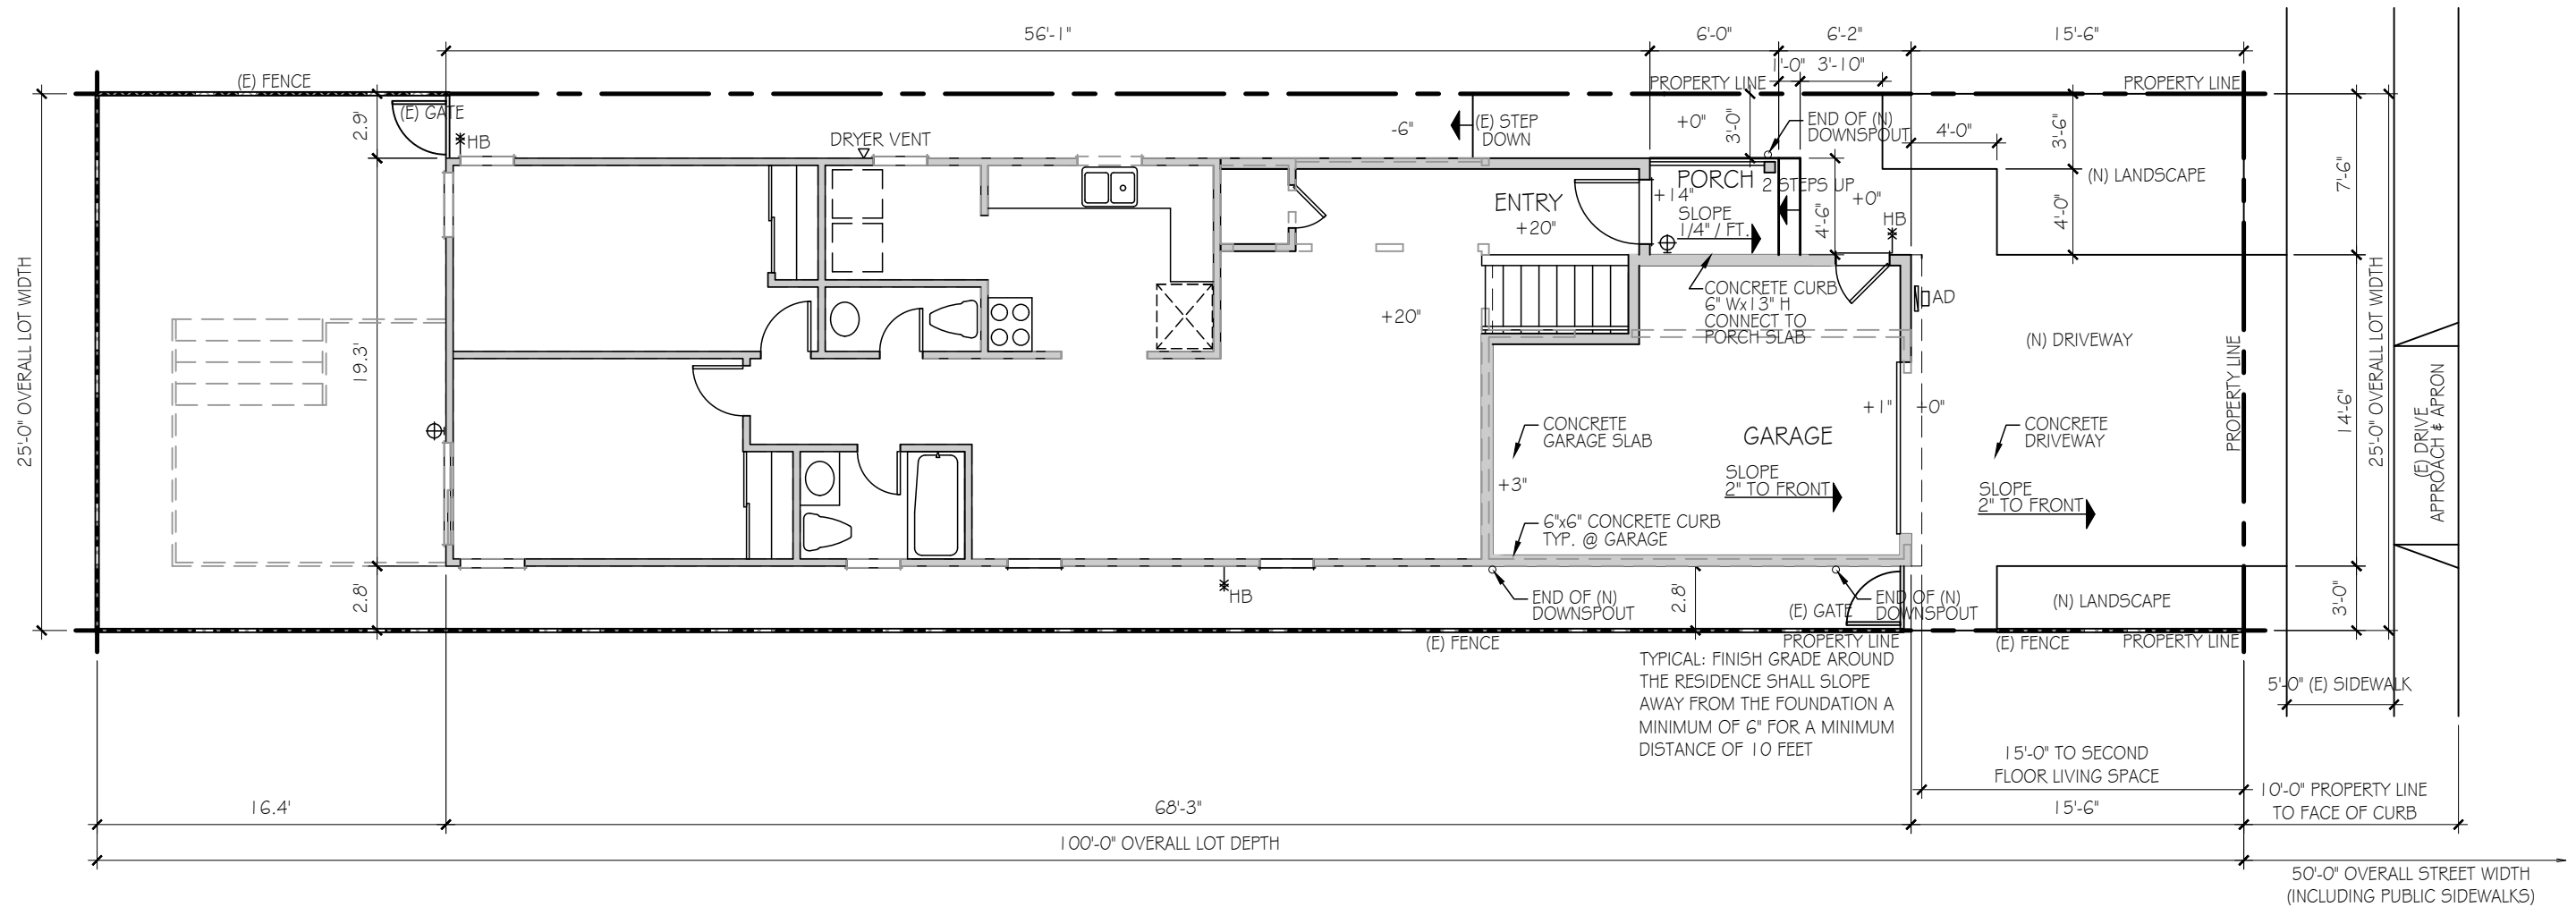 56'-1"
6'-0"
6'-2"
15'-6"
1'-0"
3'-10"
(E) FENCE
PROPERTY LINE
PROPERTY LINE
(E) GATE
2.9'
HB
DRYER VENT
-6"
(E) STEP
DOWN
+0"
3'-0"
END OF (N)
DOWNSPOUT
4'-0"
3'-6"
7'-6"
(N) LANDSCAPE
PORCH
2 STEPS UP
+14"
+0"
SLOPE
1/4" / FT.
4'-6"
HB
4'-0"
ENTRY
+20"
25'-0" OVERALL LOT WIDTH
19.3'
+20"
CONCRETE CURB
6" Wx13" H
CONNECT TO
PORCH SLAB
AD
(N) DRIVEWAY
PROPERTY LINE
25'-0" OVERALL LOT WIDTH
(E) DRIVE
APPROACH & APRON
14'-6"
+1"
+0"
CONCRETE
GARAGE SLAB
GARAGE
CONCRETE
DRIVEWAY
SLOPE
2" TO FRONT
SLOPE
2" TO FRONT
+3"
6"x6" CONCRETE CURB
TYP. @ GARAGE
2.8'
HB
END OF (N)
DOWNSPOUT
2.8'
(E) GATE
END OF (N)
DOWNSPOUT
(N) LANDSCAPE
3'-0"
(E) FENCE
PROPERTY LINE
(E) FENCE
PROPERTY LINE
TYPICAL: FINISH GRADE AROUND
THE RESIDENCE SHALL SLOPE
AWAY FROM THE FOUNDATION A
MINIMUM OF 6" FOR A MINIMUM
DISTANCE OF 10 FEET
5'-0" (E) SIDEWALK
15'-0" TO SECOND
FLOOR LIVING SPACE
10'-0" PROPERTY LINE
TO FACE OF CURB
16.4'
68'-3"
15'-6"
100'-0" OVERALL LOT DEPTH
50'-0" OVERALL STREET WIDTH
(INCLUDING PUBLIC SIDEWALKS)